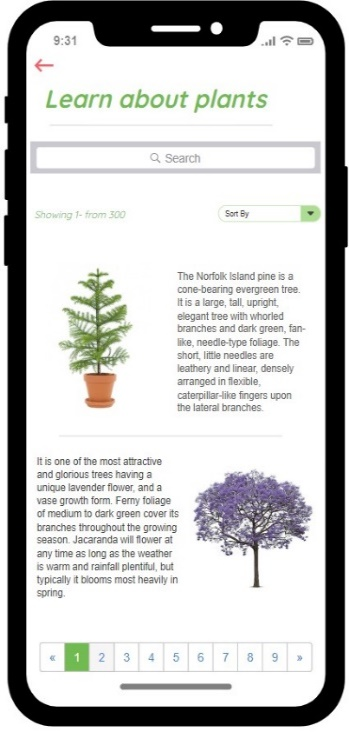 9:31
Learn about plants
Search
Showing 1- from 300
Sort By
The Norfolk Island pine is a
cone-bearing evergreen tree.
It is a large, tall, upright,
elegant tree with whorled
branches and dark green, fan-
like, needle-type foliage. The
short, little needles are
leathery and linear, densely
arranged in flexible,
caterpillar-like fingers upon
the lateral branches.
It is one of the most attractive
and glorious trees having a
unique lavender flower, and a
vase growth form. Ferny foliage
of medium to dark green cover its
branches throughout the growing
season. Jacaranda will flower at
any time as long as the weather
is warm and rainfall plentiful, but
typically it blooms most heavily in
spring.
« 1 2 3 4 5 6 7 8 9 »